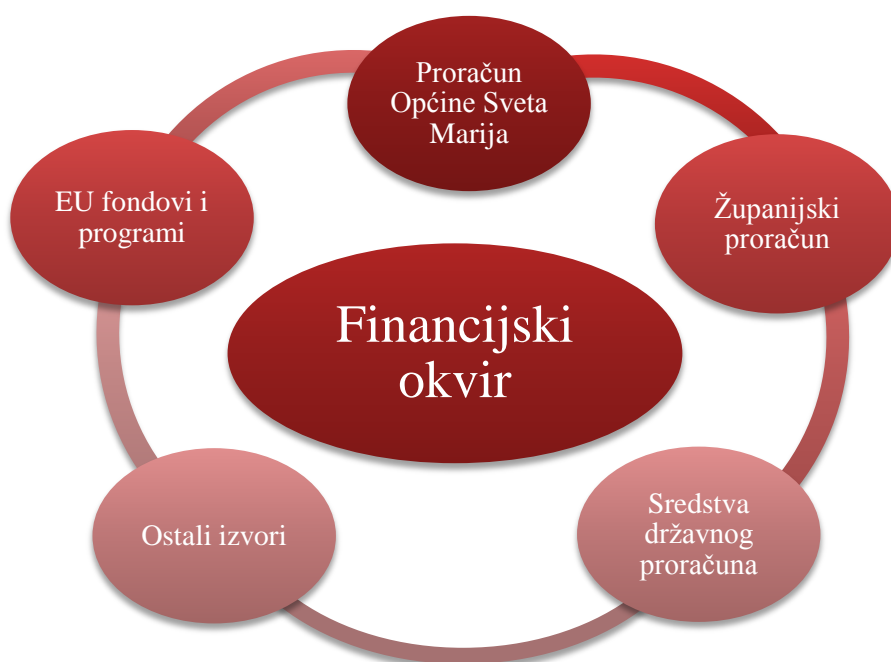 Proračun
Općine Sveta
Marija
Županijski
proračun
Sredstva
državnog
proračuna
Ostali izvori
EU fondovi i
programi
Financijski
okvir